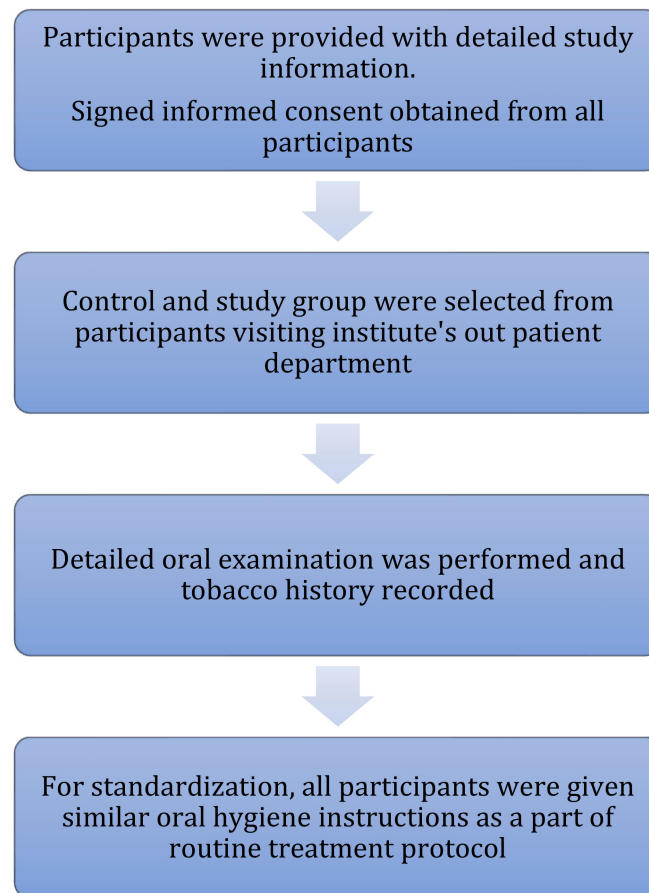 Participants were provided with detailed study
information.
Signed informed consent obtained from all
participants
Control and study group were selected from
participants visiting institute's out patient
department
Detailed oral examination was performed and
tobacco history recorded
For standardization, all participants were given
similar oral hygiene instructions as a part of
routine treatment protocol